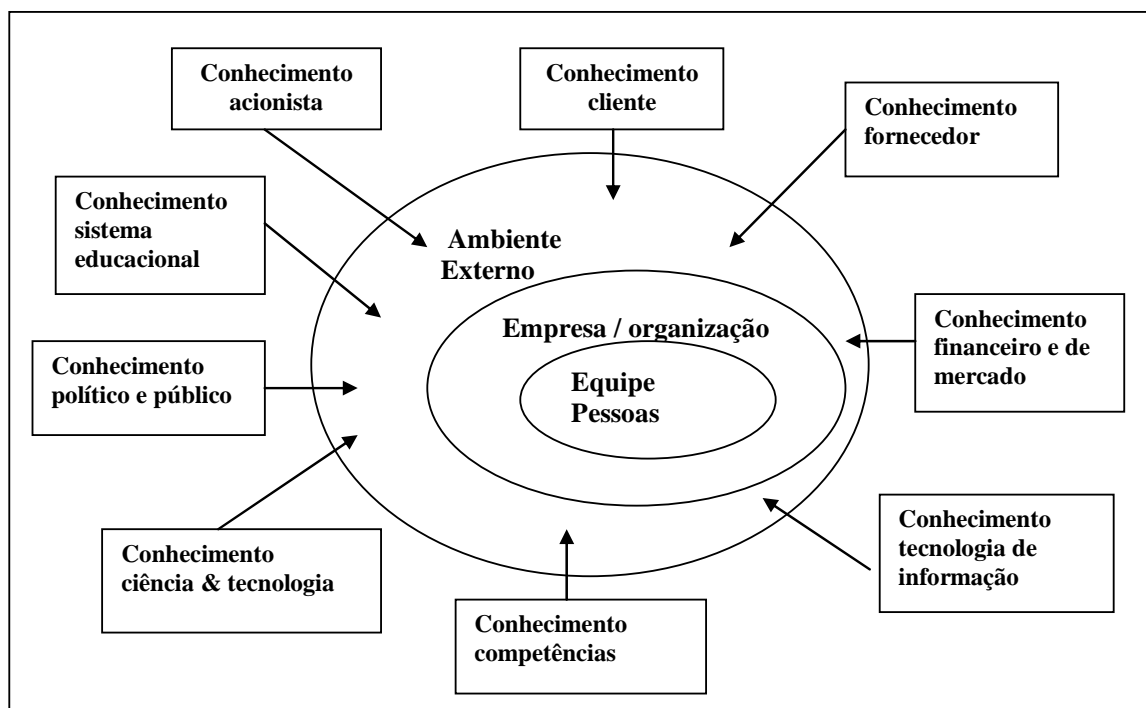 Conhecimento
acionista
Conhecimento
cliente
Conhecimento
fornecedor
Conhecimento
sistema
educacional
Ambiente
Externo
Empresa / organização
Conhecimento
financeiro e de
mercado
Conhecimento
político e público
Equipe
Pessoas
Conhecimento
ciência & tecnologia
Conhecimento
tecnologia de
informação
Conhecimento
competências